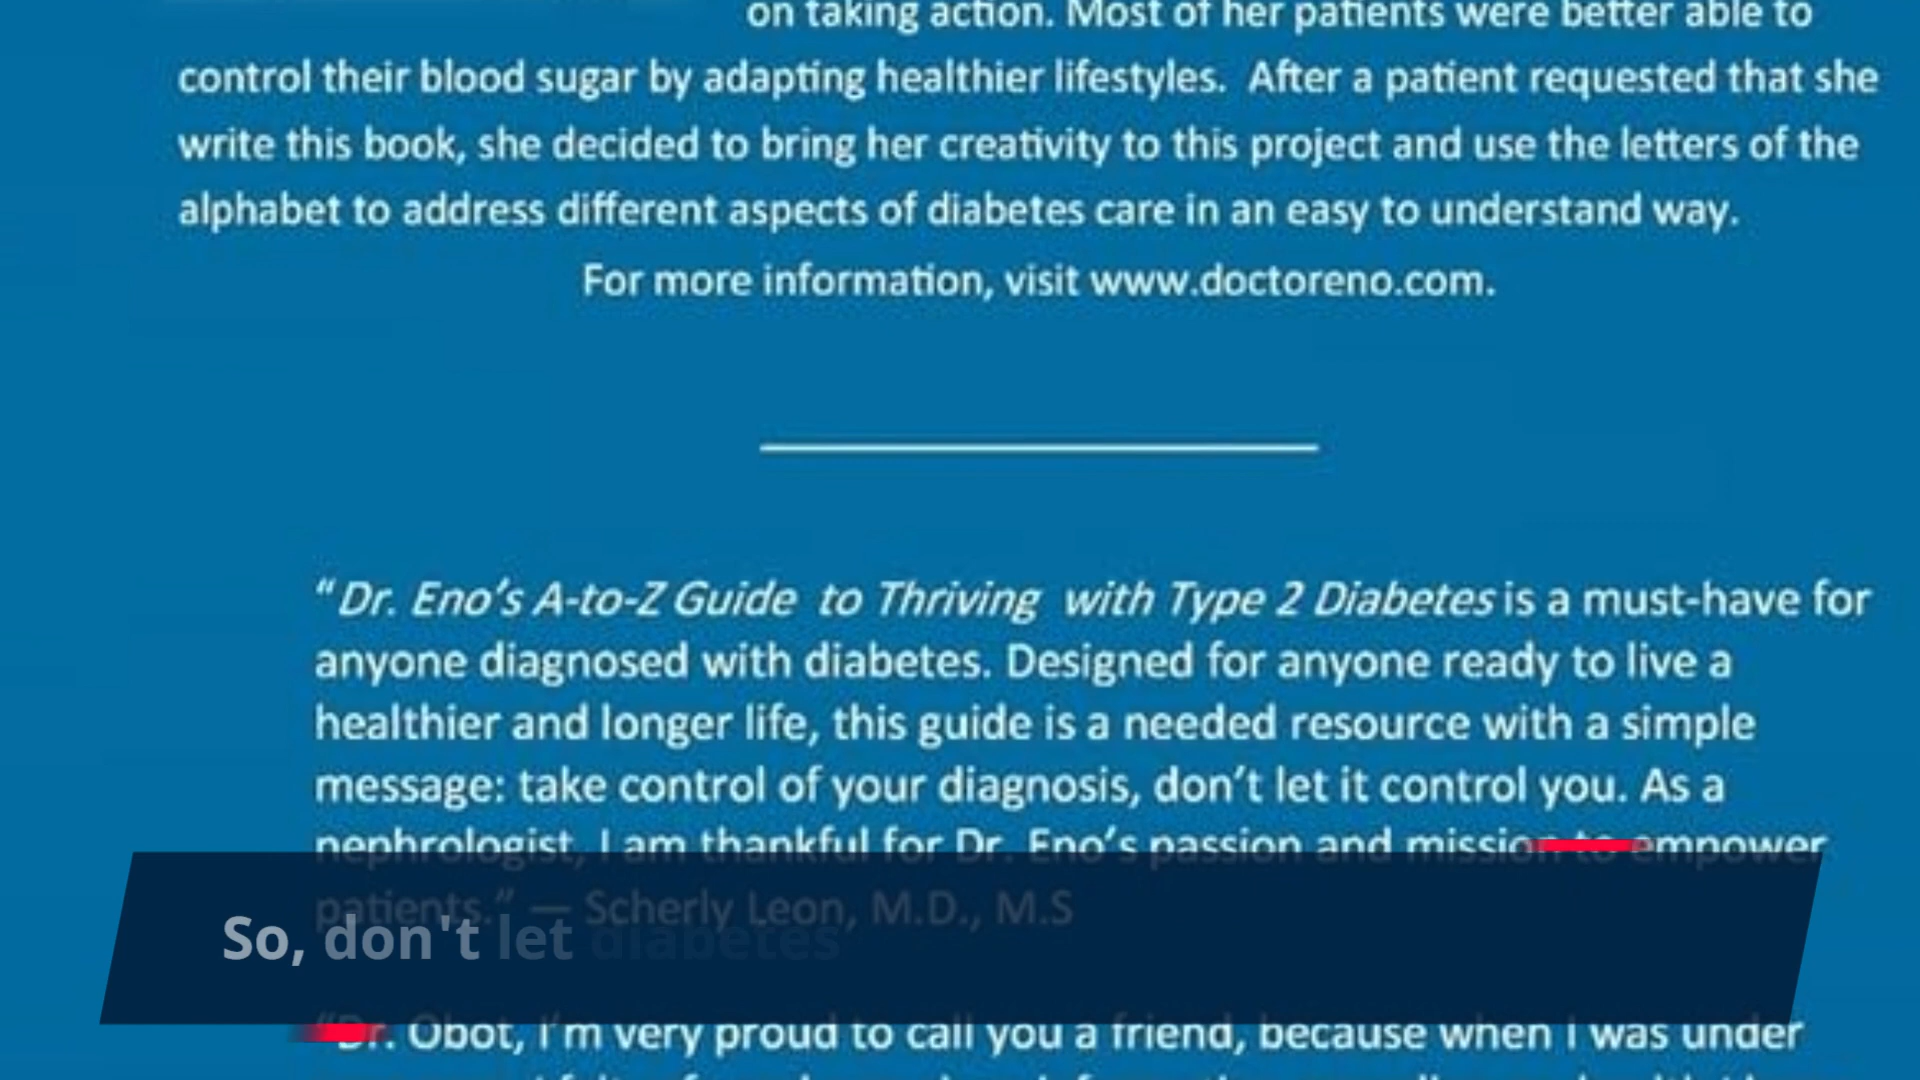 on taking action. Most of her patients were better able to
control their blood sugar by adapting healthier lifestyles. After a patient requested that she
write this book, she decided to bring her creativity to this project and use the letters of the
alphabet to address different aspects of diabetes care in an easy to understand way.
For more information, visit www.doctoreno.com.
“Dr. Eno’s A-to-Z Guide to Thriving with Type 2 Diabetes is a must-have for
anyone diagnosed with diabetes. Designed for anyone ready to live a
healthier and longer life, this guide is a needed resource with a simple
message: take control of your diagnosis, don’t let it control you. As a
nephrologist, I am thankful for Dr. Eno’s passion and mission to empower
patients.” — Scherly Leon, M.D., M.S
So, don't let diabetes
“Dr. Obot, I’m very proud to call you a friend, because when I was under